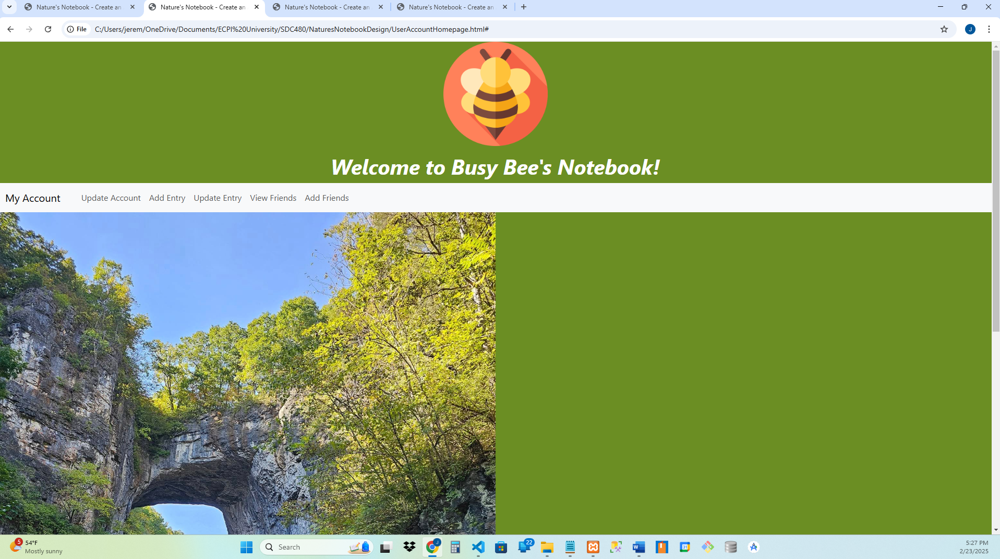 Nature's Notebook - Create an
Nature's Notebook - Create an
Nature's Notebook - Create an
Nature's Notebook - Create an
File
C:/Users/jerem/OneDrive/Documents/ECPI%20University/SDC480/NaturesNotebookDesign/UserAccountHomepage.html#
J
Welcome to Busy Bee's Notebook!
My Account
Update Account
Add Entry
Update Entry
View Friends
Add Friends
5
54°F
Mostly sunny
Search
J
22
W
31
5:27 PM
2/23/2025